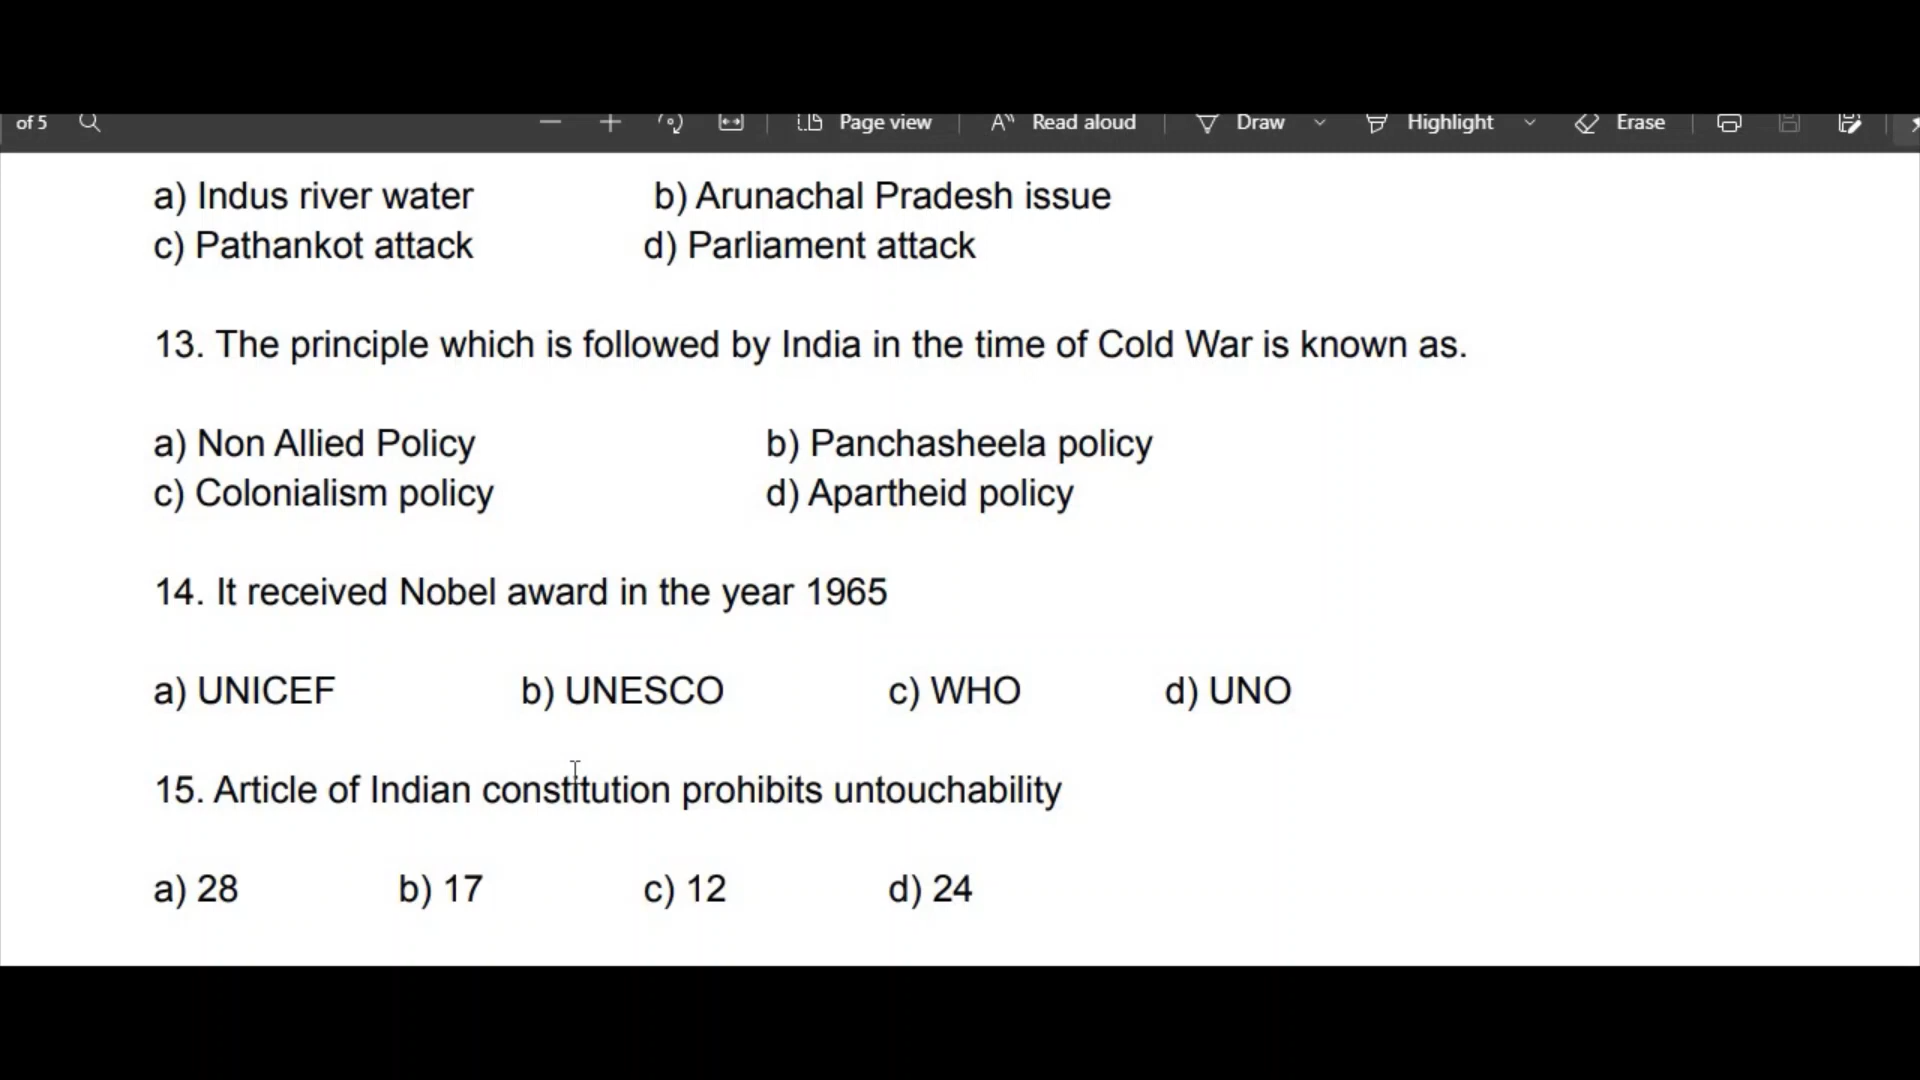 of 5 Page view Read aloud Draw Highlight Erase
a) Indus river water b) Arunachal Pradesh issue
c) Pathankot attack d) Parliament attack
13. The principle which is followed by India in the time of Cold War is known as.
a) Non Allied Policy b) Panchasheela policy
c) Colonialism policy d) Apartheid policy
14. It received Nobel award in the year 1965
a) UNICEF b) UNESCO c) WHO d) UNO
15. Article of Indian constitution prohibits untouchability
a) 28 b) 17 c) 12 d) 24